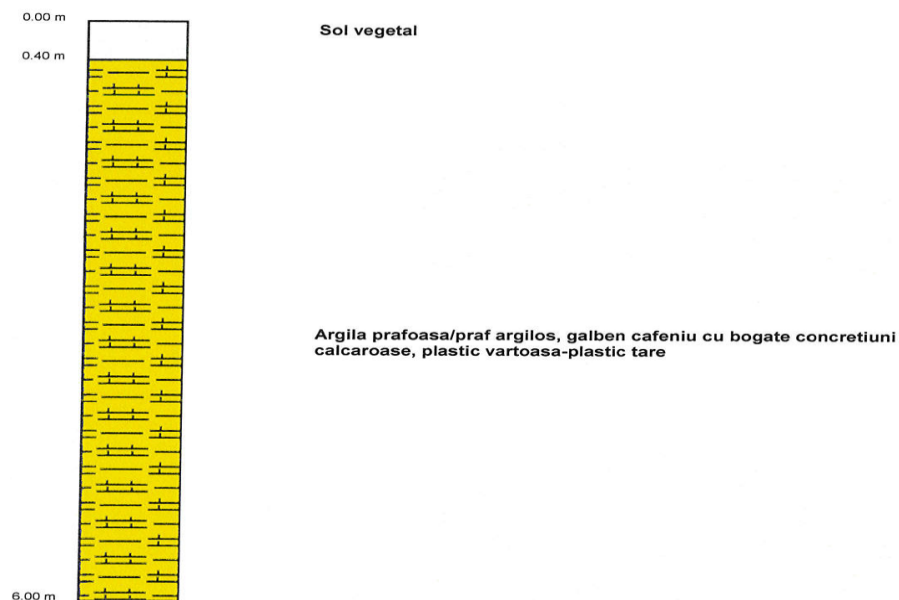 0.00 m
Sol vegetal
0.40 m
Argila prafoasa/praf argilos, galben cafeniu cu bogate concretiuni
calcaroase, plastic vartoasa-plastic tare
6.00 m